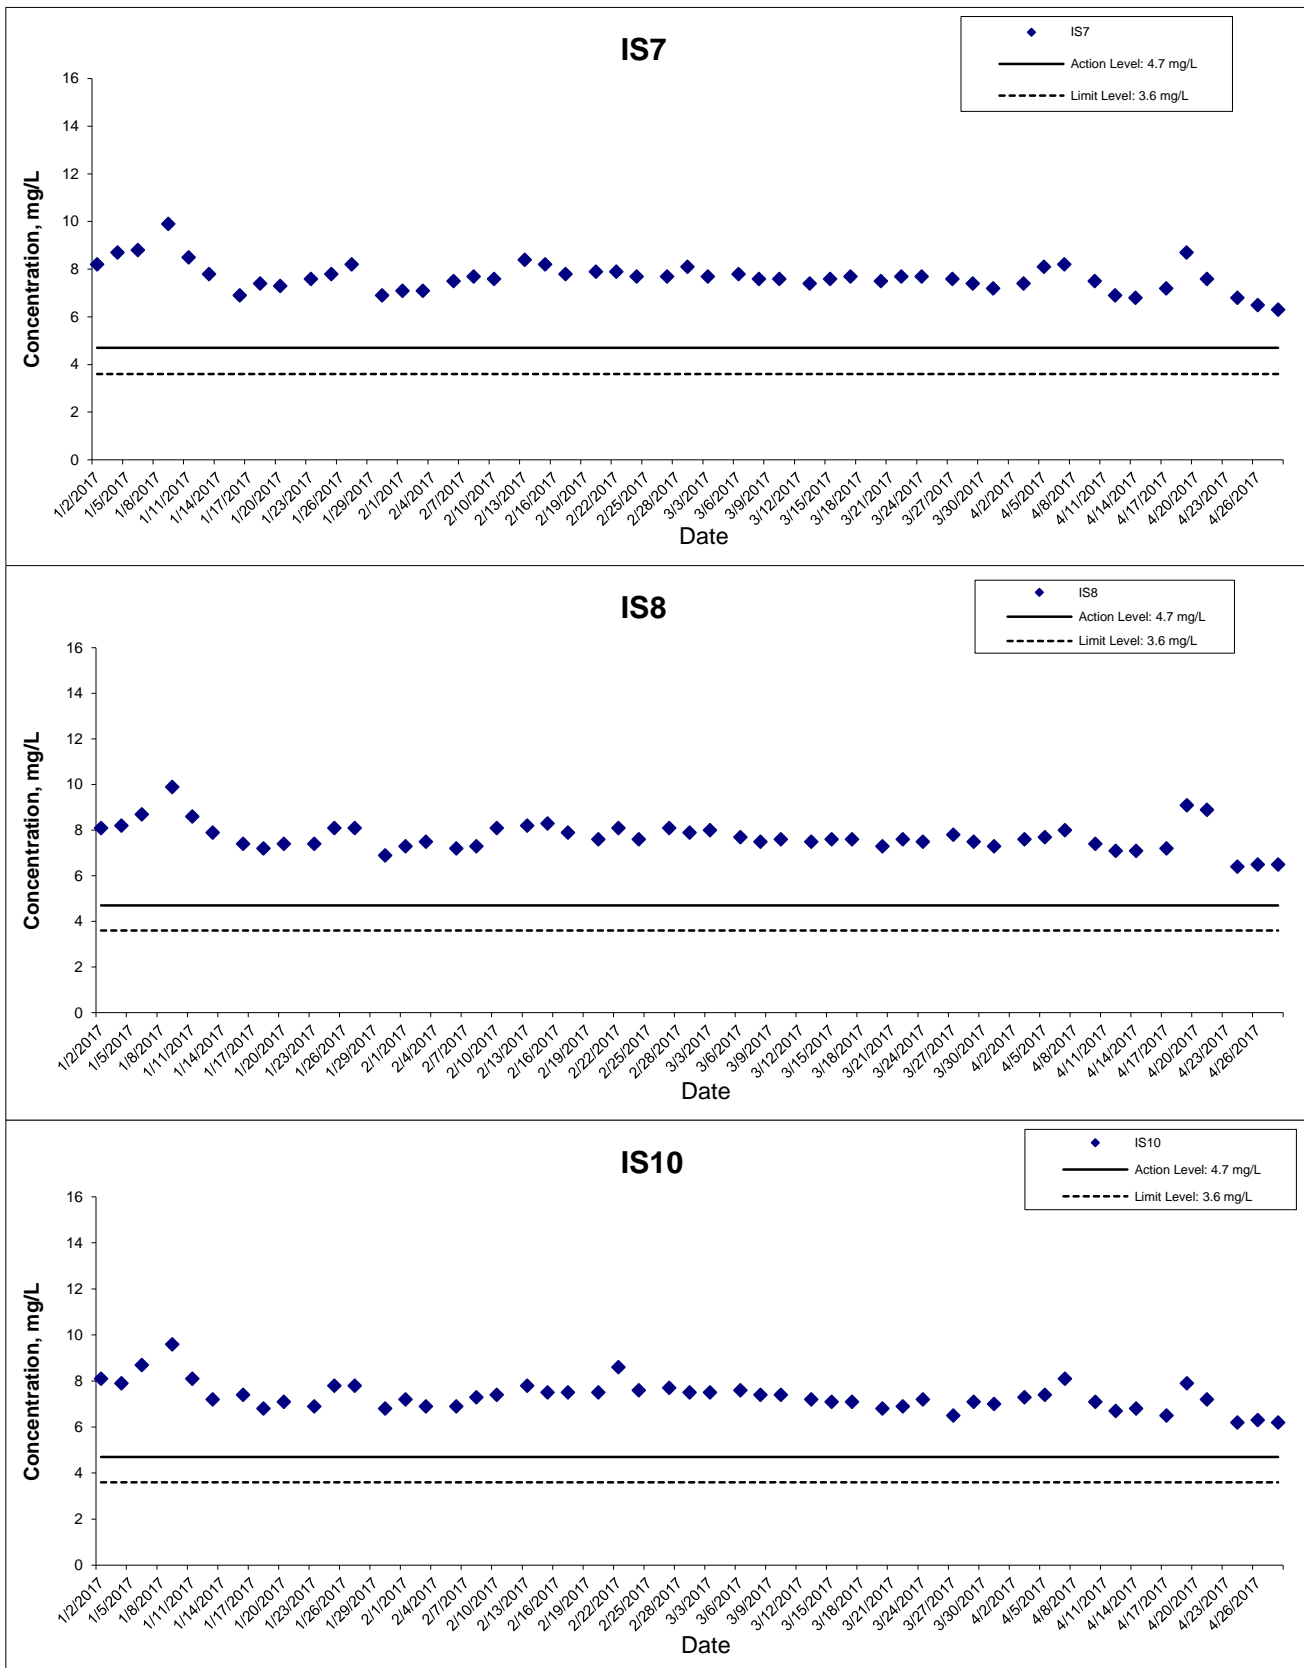 IS7
IS7
Action Level: 4.7 mg/L
Limit Level: 3.6 mg/L
Concentration, mg/L
16
14
12
10
8
6
4
2
0
1/2/2017 1/5/2017 1/8/2017 1/11/2017 1/14/2017 1/17/2017 1/20/2017 1/23/2017 1/26/2017 1/29/2017 2/1/2017 2/4/2017 2/7/2017 2/10/2017 2/13/2017 2/16/2017 2/19/2017 2/22/2017 2/25/2017 2/28/2017 3/3/2017 3/6/2017 3/9/2017 3/12/2017 3/15/2017 3/18/2017 3/21/2017 3/24/2017 3/27/2017 3/30/2017 4/2/2017 4/5/2017 4/8/2017 4/11/2017 4/14/2017 4/17/2017 4/20/2017 4/23/2017 4/26/2017
Date
IS8
IS8
Action Level: 4.7 mg/L
Limit Level: 3.6 mg/L
Concentration, mg/L
16
14
12
10
8
6
4
2
0
1/2/2017 1/5/2017 1/8/2017 1/11/2017 1/14/2017 1/17/2017 1/20/2017 1/23/2017 1/26/2017 1/29/2017 2/1/2017 2/4/2017 2/7/2017 2/10/2017 2/13/2017 2/16/2017 2/19/2017 2/22/2017 2/25/2017 2/28/2017 3/3/2017 3/6/2017 3/9/2017 3/12/2017 3/15/2017 3/18/2017 3/21/2017 3/24/2017 3/27/2017 3/30/2017 4/2/2017 4/5/2017 4/8/2017 4/11/2017 4/14/2017 4/17/2017 4/20/2017 4/23/2017 4/26/2017
Date
IS10
IS10
Action Level: 4.7 mg/L
Limit Level: 3.6 mg/L
Concentration, mg/L
16
14
12
10
8
6
4
2
0
1/2/2017 1/5/2017 1/8/2017 1/11/2017 1/14/2017 1/17/2017 1/20/2017 1/23/2017 1/26/2017 1/29/2017 2/1/2017 2/4/2017 2/7/2017 2/10/2017 2/13/2017 2/16/2017 2/19/2017 2/22/2017 2/25/2017 2/28/2017 3/3/2017 3/6/2017 3/9/2017 3/12/2017 3/15/2017 3/18/2017 3/21/2017 3/24/2017 3/27/2017 3/30/2017 4/2/2017 4/5/2017 4/8/2017 4/11/2017 4/14/2017 4/17/2017 4/20/2017 4/23/2017 4/26/2017
Date